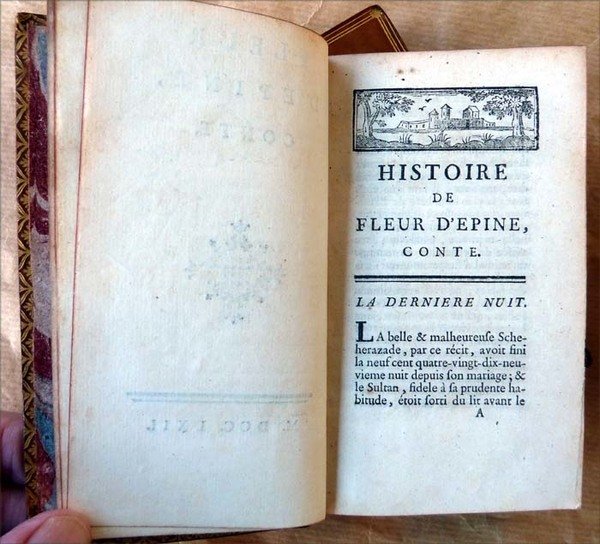 HISTOIRE
DE
FLEUR D'EPINE,
CONTE.
LA DERNIERE NUIT.
LA belle & malheureuse Sche-
herazade, par ce récit, avoit fini
la neuf cent quatre-vingt-dix-neu-
vieme nuit depuis son mariage; &
le Sultan, fidele à sa prudente ha-
bitude, étoit sorti du lit avant le
A